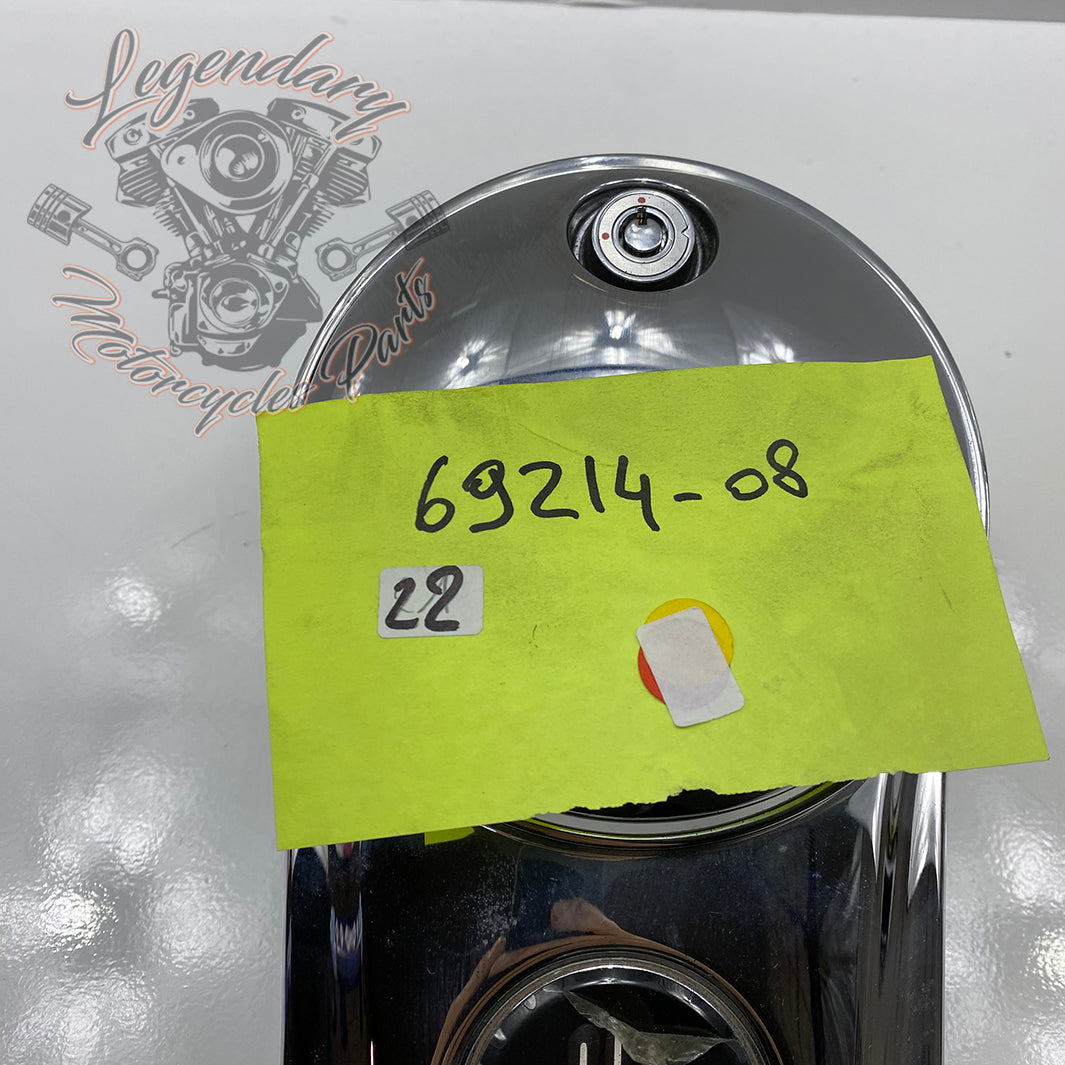 Legendary
Motorcycles Parts
69214-08
22